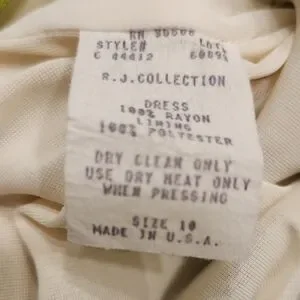 STYLE#
R.J.COLLECTION
DRESS
100% RAYON
LINING
100% POLYESTER
DRY CLEAN ONLY
USE DRY HEAT ONLY
WHEN PRESSING
SIZE 10
MADE IN U.S.A.